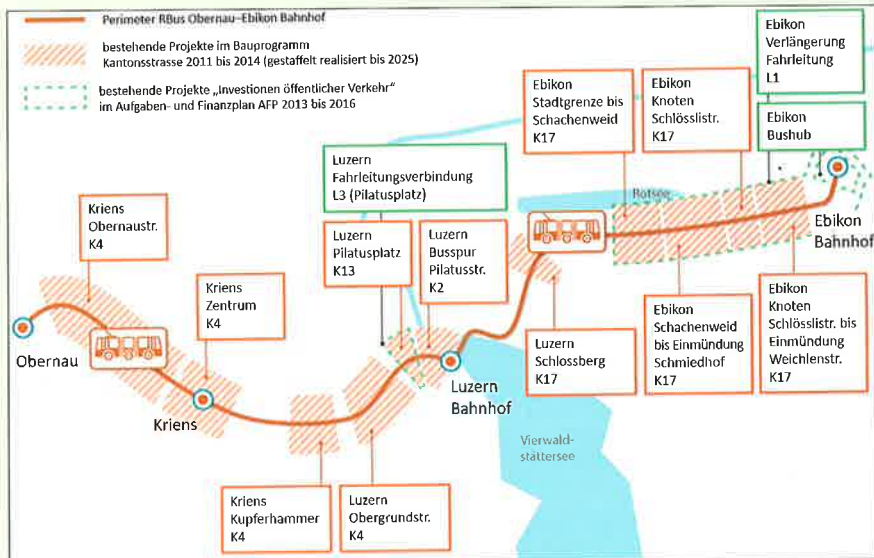 Perimeter RBus Obernau–Ebikon Bahnhof
bestehende Projekte im Bauprogramm
Kantonsstrasse 2011 bis 2014 (gestaffelt realisiert bis 2025)
bestehende Projekte „Investionen öffentlicher Verkehr“
im Aufgaben- und Finanzplan AFP 2013 bis 2016
Ebikon
Verlängerung
Fahrleitung
L1
Ebikon
Stadtgrenze bis
Schachenweid
K17
Ebikon
Knoten
Schlösslistr.
K17
Ebikon
Bushub
Luzern
Fahrleitungsverbindung
L3 (Pilatusplatz)
Kriens
Obernaustr.
K4
Luzern
Pilatusplatz
K13
Luzern
Busspur
Pilatusstr.
K2
Rotsee
Ebikon
Bahnhof
Kriens
Zentrum
K4
Obernau
Kriens
Luzern
Bahnhof
Luzern
Schlossberg
K17
Ebikon
Schachenweid
bis Einmündung
Schmiedhof
K17
Ebikon
Knoten
Schlösslistr. bis
Einmündung
Weichlenstr.
K17
Vierwald-
stättersee
Kriens
Kupferhammer
K4
Luzern
Obergrundstr.
K4